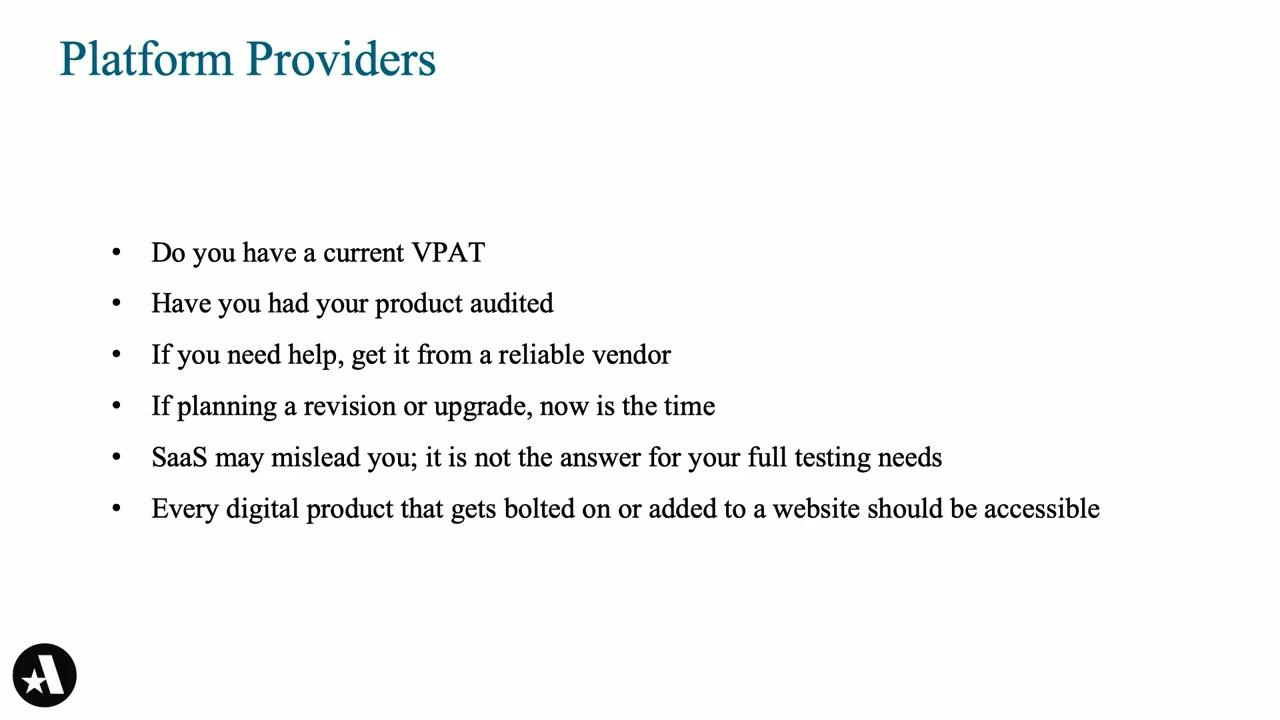 Platform Providers
• Do you have a current VPAT
• Have you had your product audited
• If you need help, get it from a reliable vendor
• If planning a revision or upgrade, now is the time
• SaaS may mislead you; it is not the answer for your full testing needs
• Every digital product that gets bolted on or added to a website should be accessible
A